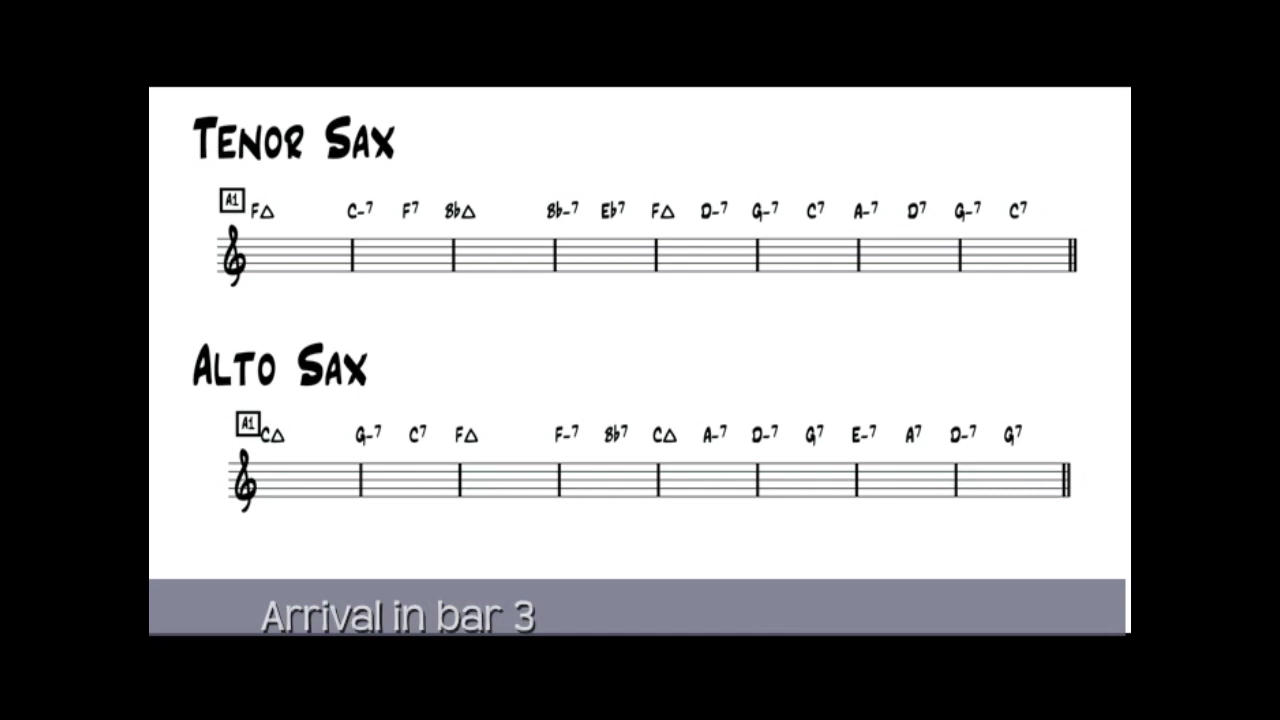 TENOR SAX
A1 F△ C-7 F7 Bb△ Bb-7 Eb7 F△ D-7 G-7 C7 A-7 D7 G-7 C7
ALTO SAX
A1 C△ G-7 C7 F△ F-7 Bb7 C△ A-7 D-7 G7 E-7 A7 D-7 G7
Arrival in bar 3